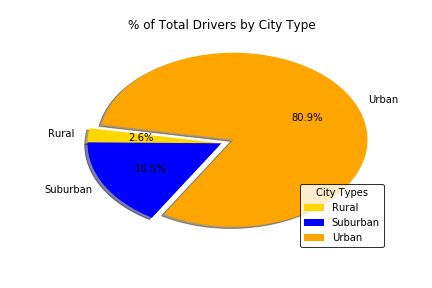 % of Total Drivers by City Type
Urban
80.9%
Rural
2.6%
16.5%
Suburban
City Types
Rural
Suburban
Urban